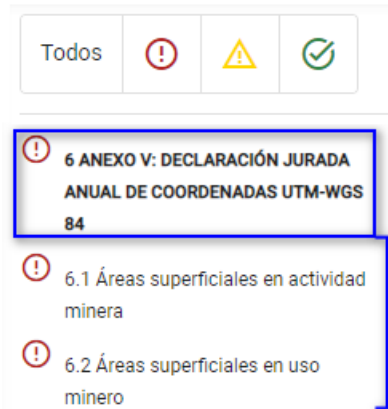 Todos
6 ANEXO V: DECLARACIÓN JURADA
ANUAL DE COORDENADAS UTM-WGS
84
6.1 Áreas superficiales en actividad
minera
6.2 Áreas superficiales en uso
minero